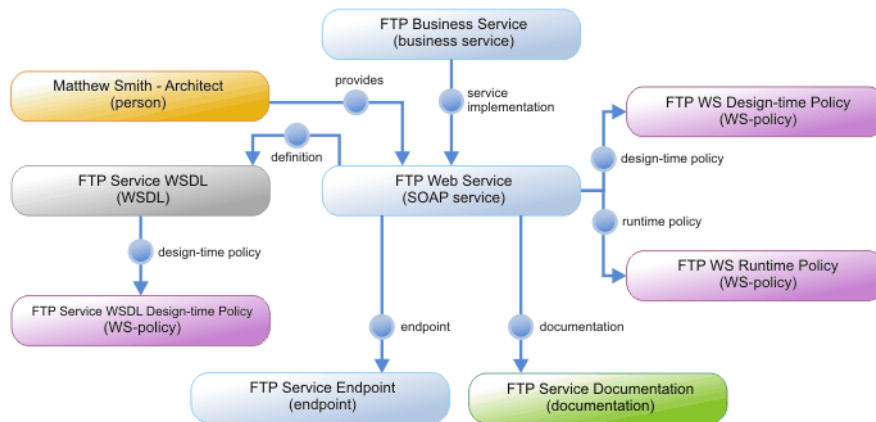 FTP Business Service
(business service)
Matthew Smith - Architect
(person)
provides
service
implementation
FTP WS Design-time Policy
(WS-policy)
definition
design-time policy
FTP Service WSDL
(WSDL)
FTP Web Service
(SOAP service)
runtime policy
design-time policy
FTP WS Runtime Policy
(WS-policy)
FTP Service WSDL Design-time Policy
(WS-policy)
endpoint
documentation
FTP Service Endpoint
(endpoint)
FTP Service Documentation
(documentation)